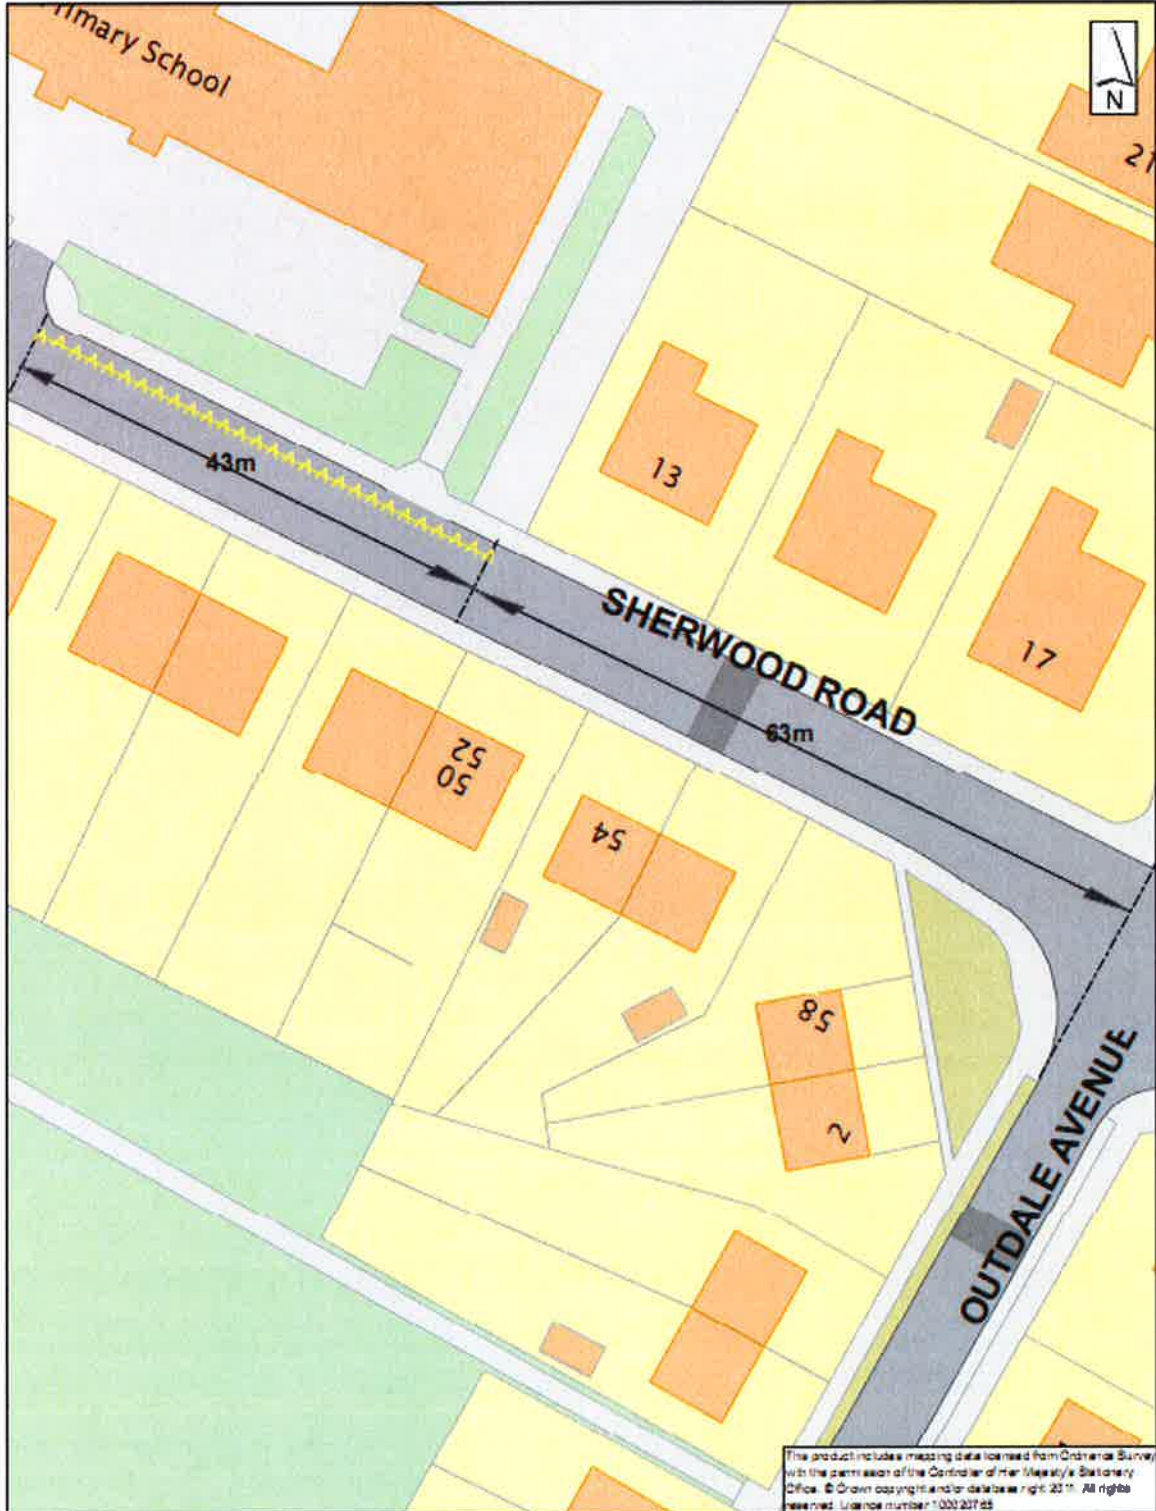 Primary School
N
21
13
43m
SHERWOOD ROAD
17
63m
52
50
54
58
2
OUTDALE AVENUE
This product includes mapping data licensed from Ordnance Survey
with the permission of the Controller of Her Majesty's Stationery
Office. © Crown copyright and/or database right 2011. All rights
reserved. Licence number 100020765